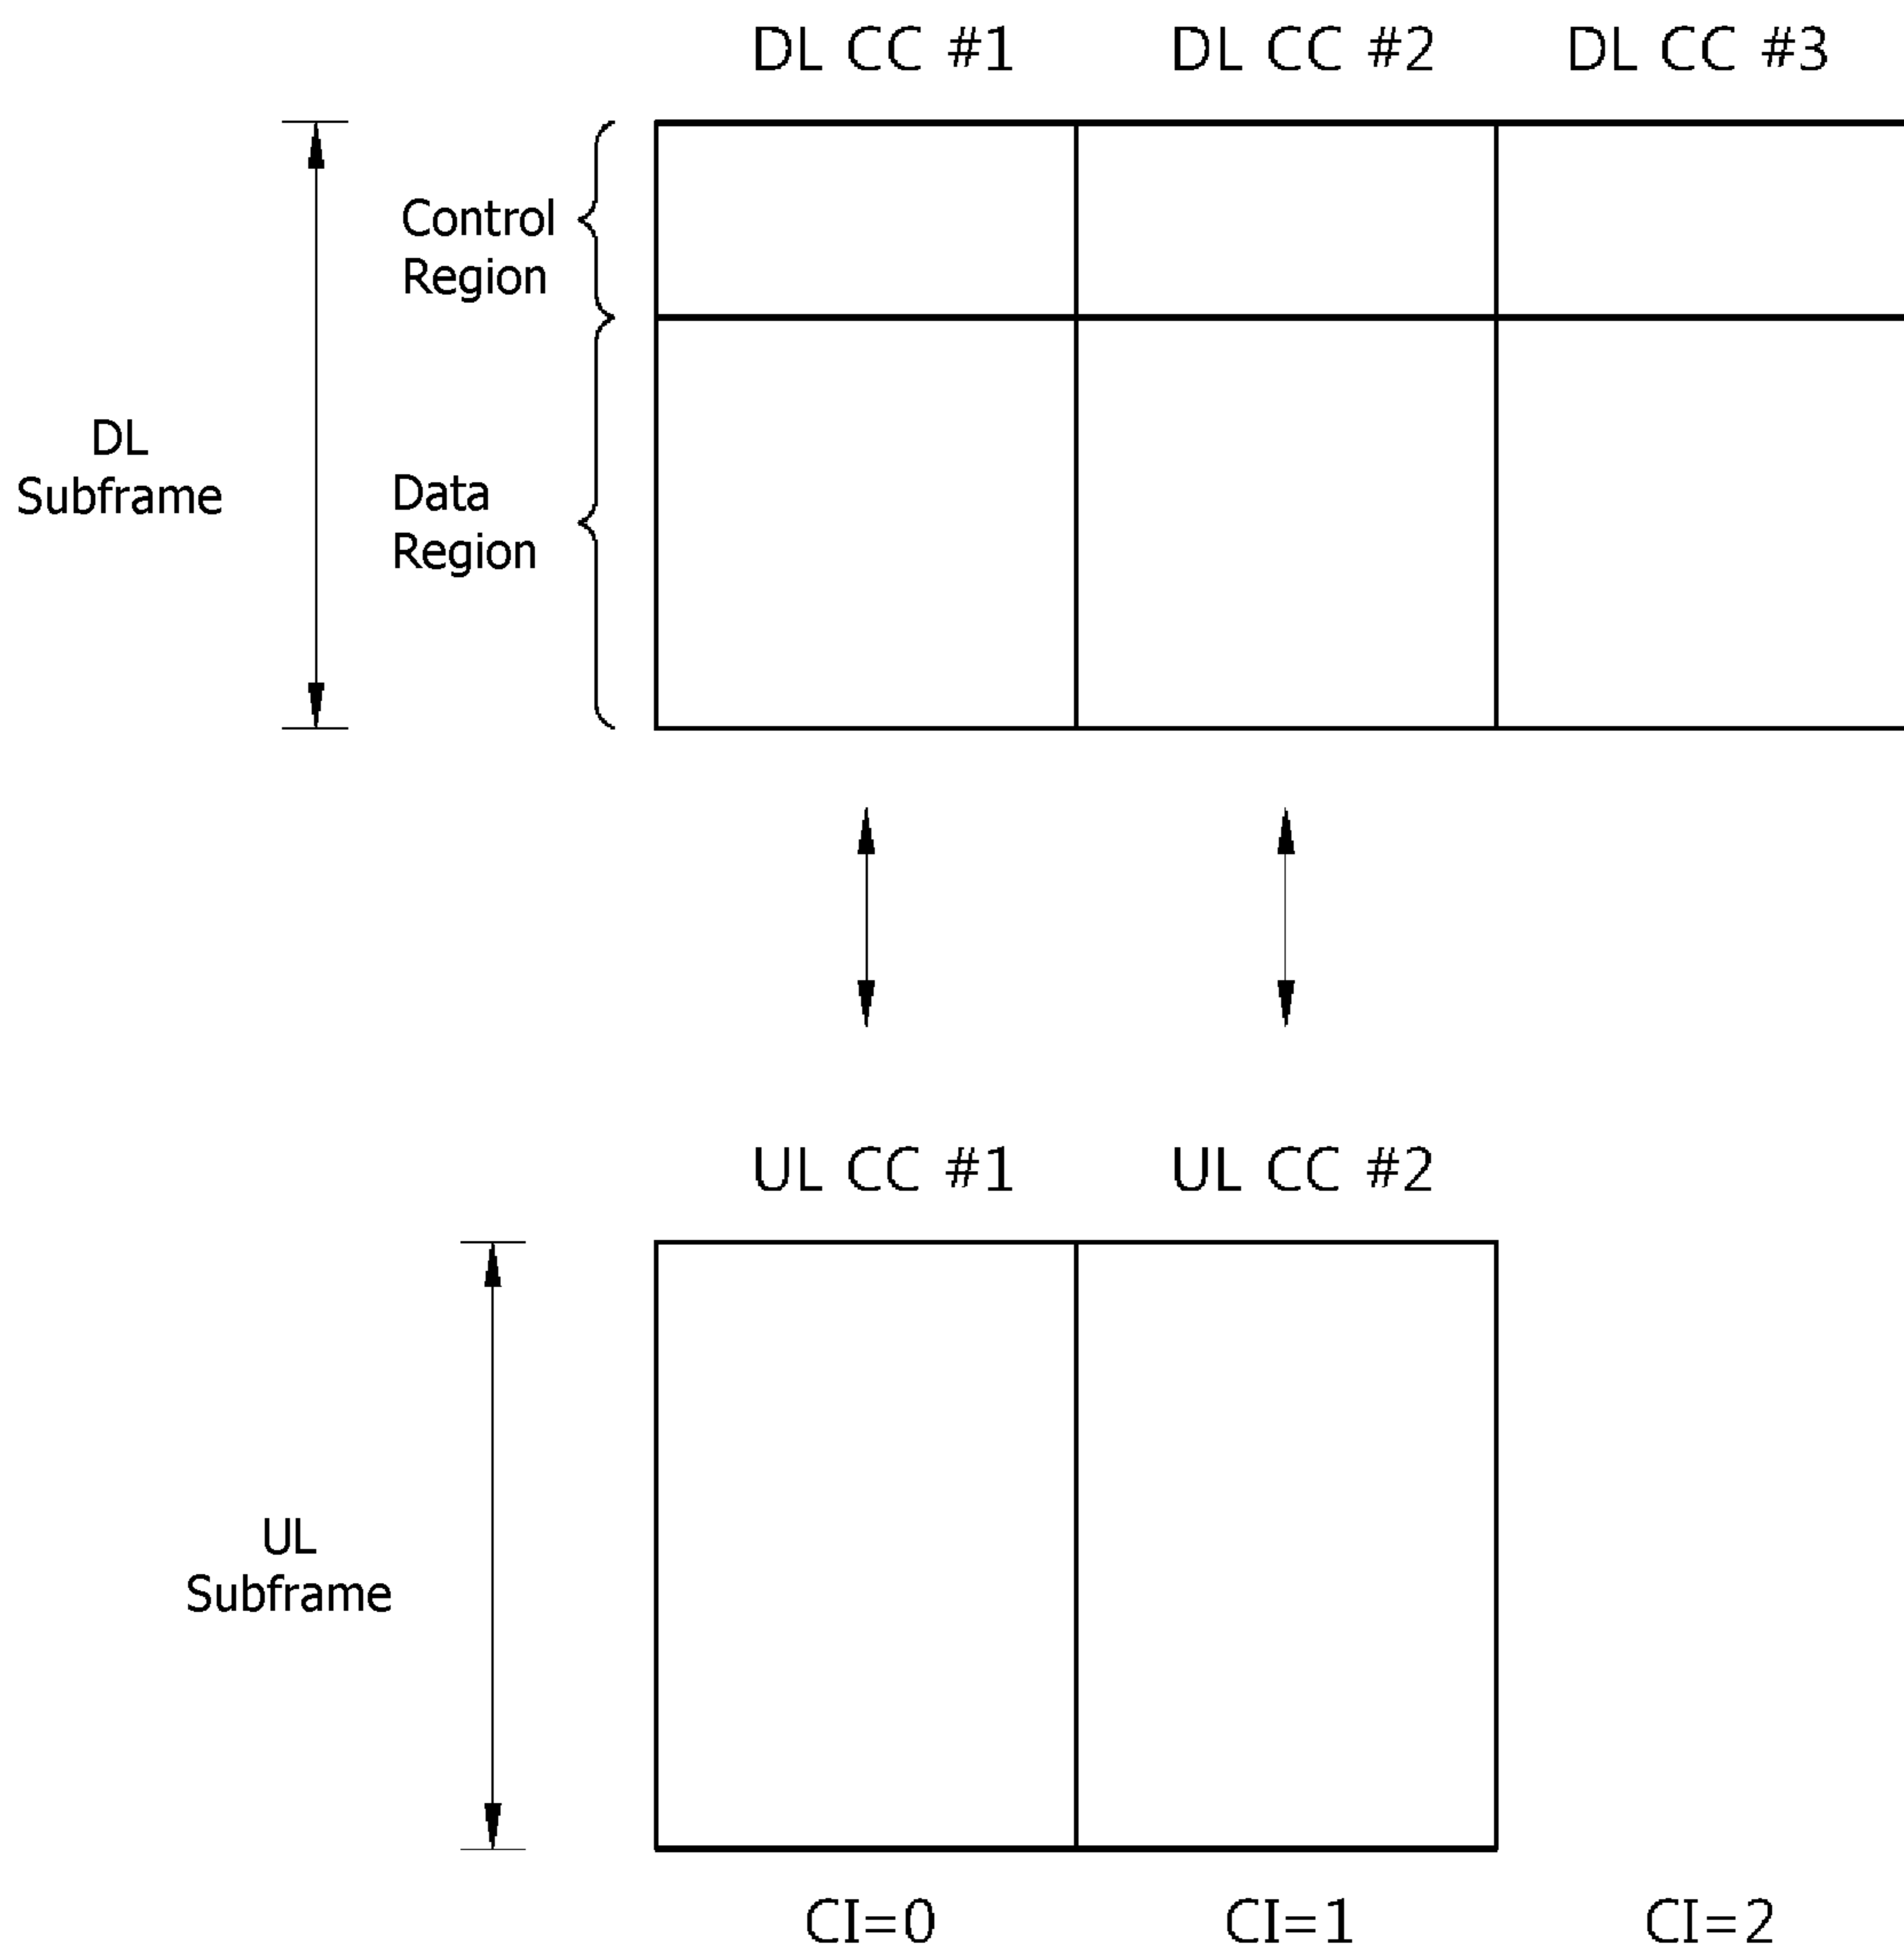 DL CC #1 DL CC #2 DL CC #3
Control
Region
DL
Subframe
Data
Region
UL CC #1 UL CC #2
UL
Subframe
CI=0 CI=1 CI=2